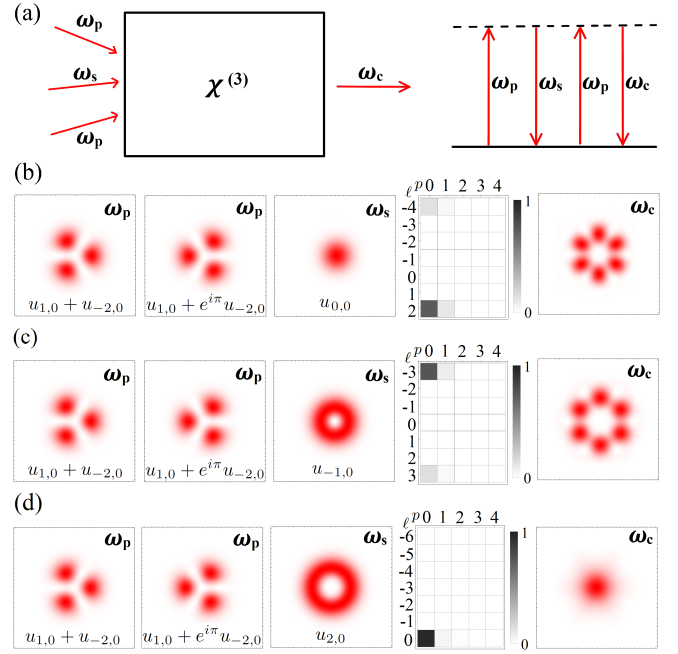 (a)
ωp
ωs
ωp
χ(3)
ωc
ωp ωs ωp ωc
(b)
ωp
u1,0 + u−2,0
ωp
u1,0 + e^{iπ}u−2,0
ωs
u0,0
ℓ p 0 1 2 3 4
-4
-3
-2
-1
0
1
2
1
0
ωc
(c)
ωp
u1,0 + u−2,0
ωp
u1,0 + e^{iπ}u−2,0
ωs
u−1,0
ℓ p 0 1 2 3 4
-3
-2
-1
0
1
2
3
1
0
ωc
(d)
ωp
u1,0 + u−2,0
ωp
u1,0 + e^{iπ}u−2,0
ωs
u2,0
ℓ p 0 1 2 3 4
-6
-5
-4
-3
-2
-1
0
1
0
ωc